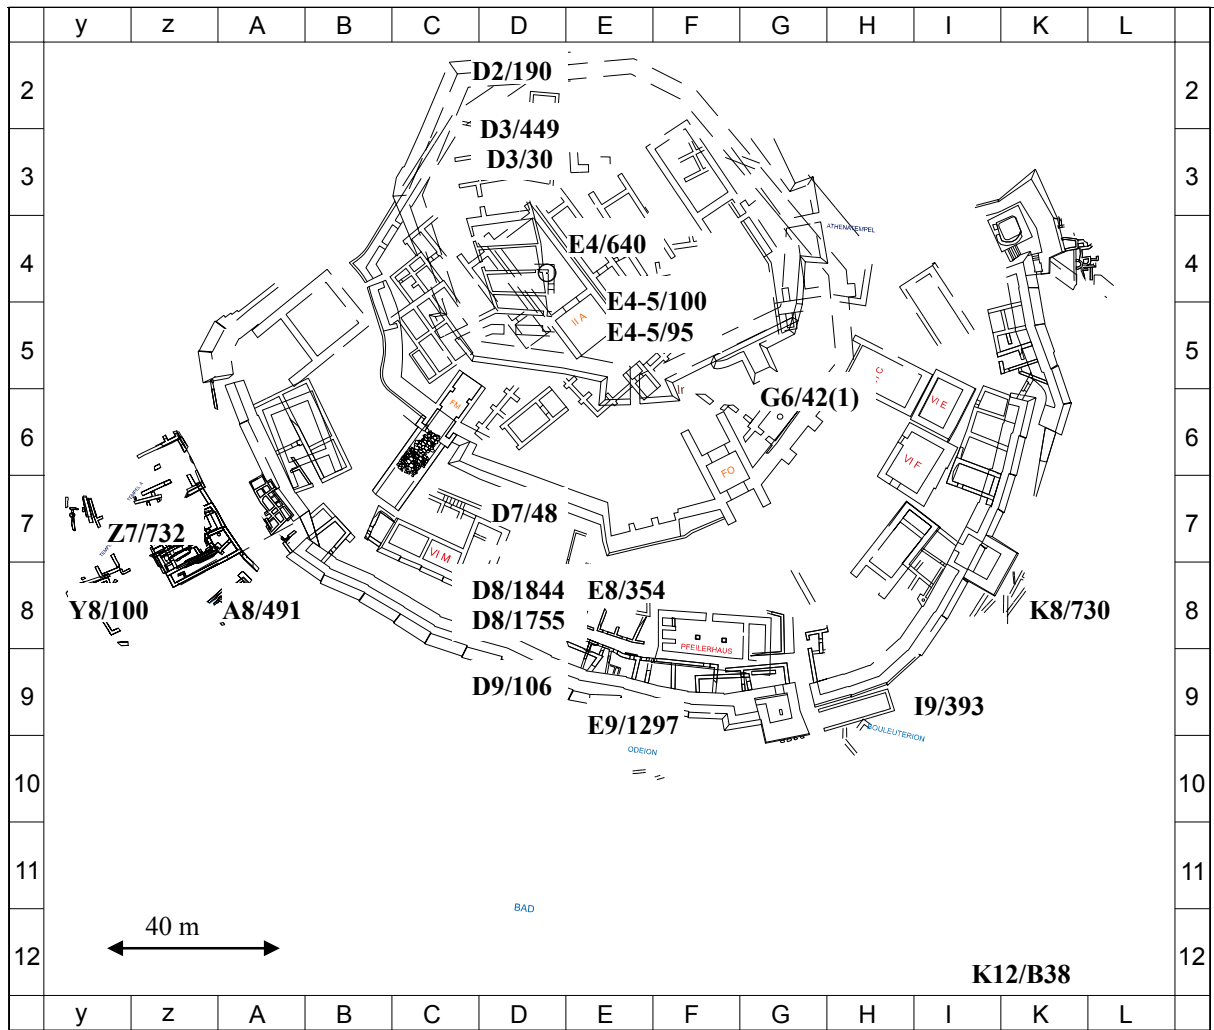 y z A B C D E F G H I K L
2 D2/190 2
D3/449
3 D3/30 3
ATHENATEMPEL
E4/640
4 4
E4-5/100
II A
E4-5/95
5 5
G6/42(1)
VI E
FM
6 6
VI F
FO
TEMPEL A
7 D7/48 7
Z7/732
VI M
D8/1844 E8/354
Y8/100 A8/491 K8/730
8 D8/1755 8
PFEILERHAUS
D9/106
9 I9/393 9
E9/1297
BOULEUTERION
ODEION
10 10
11 11
BAD
40 m
12 12
K12/B38
y z A B C D E F G H I K L